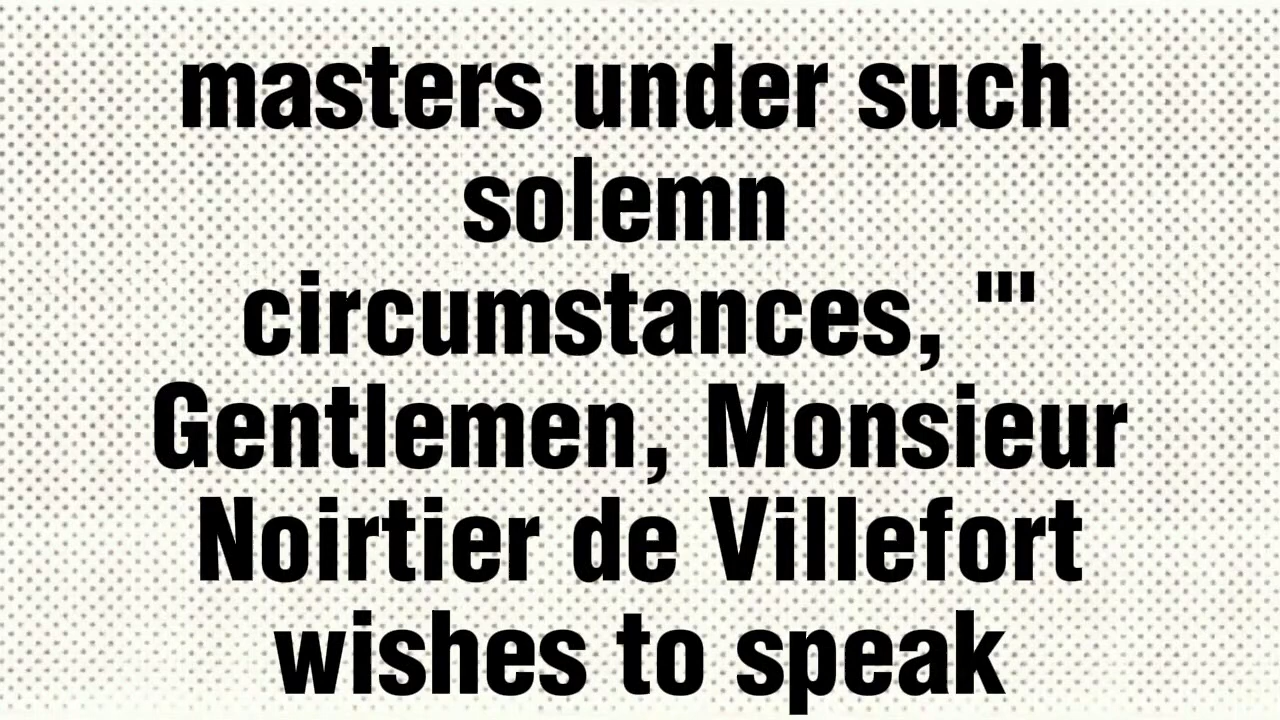 masters under such
solemn
circumstances, "'
Gentlemen, Monsieur
Noirtier de Villefort
wishes to speak